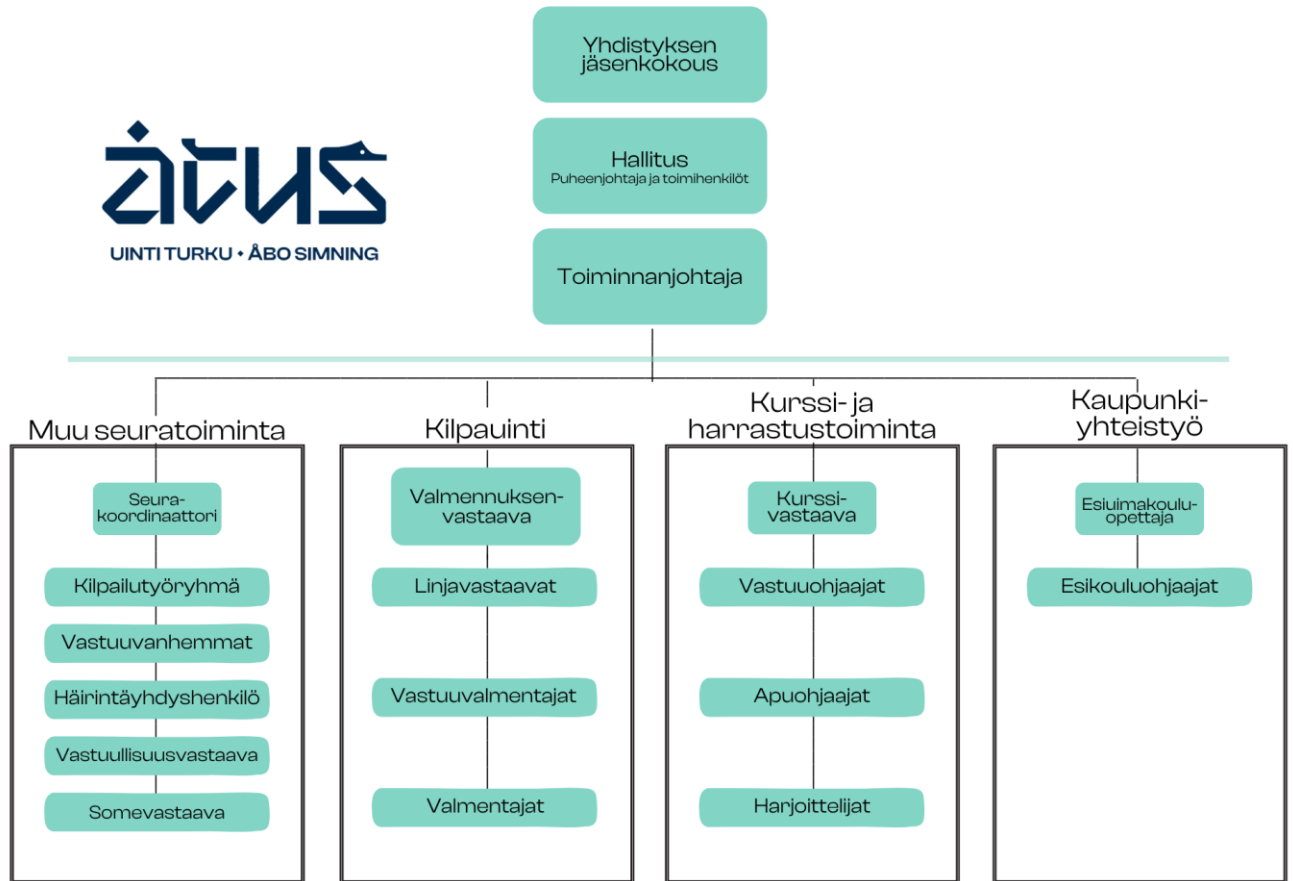 Yhdistyksen
jäsenkokous
Hallitus
Puheenjohtaja ja toimihenkilöt
Toiminnanjohtaja
åtus
UINTI TURKU • ÅBO SIMNING
Muu seuratoiminta
Seura-
koordinaattori
Kilpailutyöryhmä
Vastuuvanhemmat
Häirintäyhdyshenkilö
Vastuullisuusvastaava
Somevastaava
Kilpauinti
Valmennuksen-
vastaava
Linjavastaavat
Vastuuvalmentajat
Valmentajat
Kurssi- ja
harrastustoiminta
Kurssi-
vastaava
Vastuuohjaajat
Apuohjaajat
Harjoittelijat
Kaupunki-
yhteistyö
Esiuimakoulu-
opettaja
Esikouluohjaajat